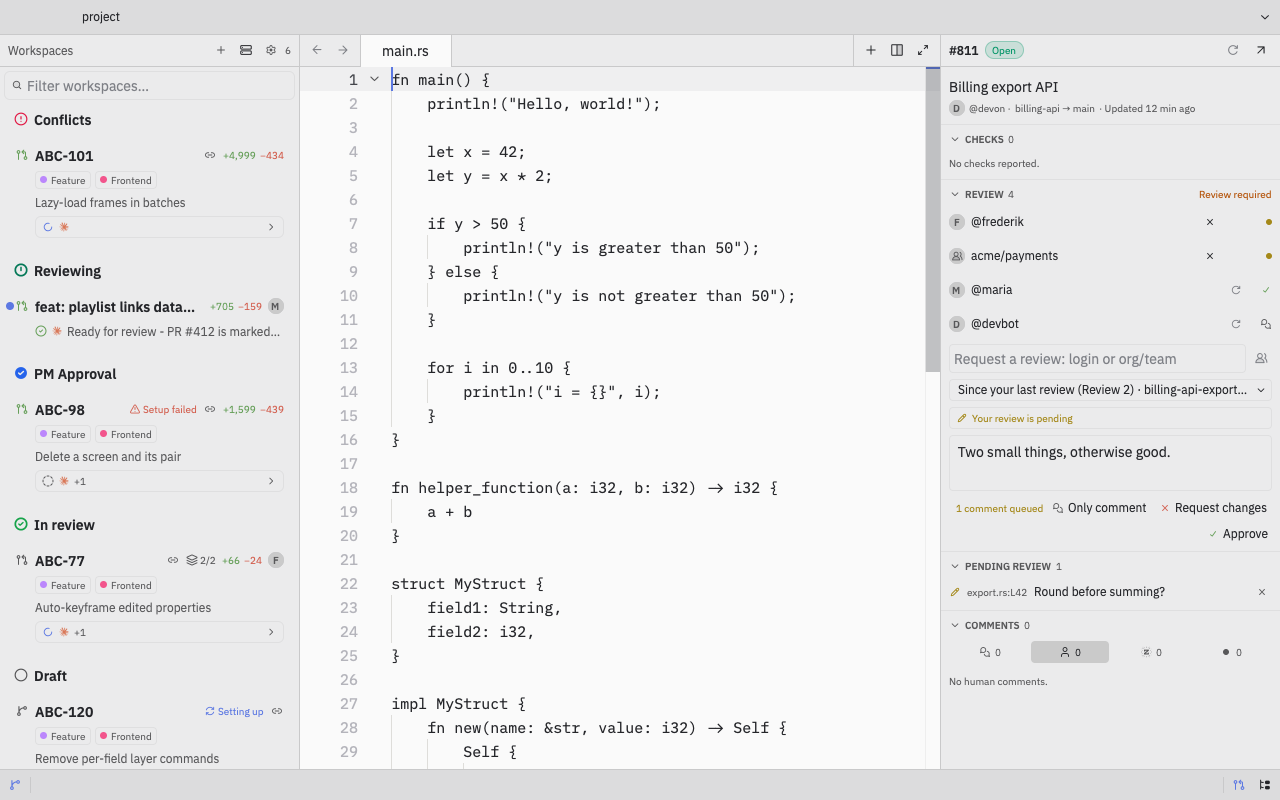 project
Workspaces
6
Filter workspaces...
Conflicts
ABC-101
+4,999 −434
Feature
Frontend
Lazy-load frames in batches
Reviewing
feat: playlist links data...
+705 −159
M
Ready for review - PR #412 is marked...
PM Approval
ABC-98
Setup failed
+1,599 −439
Feature
Frontend
Delete a screen and its pair
+1
In review
ABC-77
2/2
+66 −24
F
Feature
Frontend
Auto-keyframe edited properties
+1
Draft
ABC-120
Setting up
Feature
Frontend
Remove per-field layer commands
main.rs
1 fn main() {
2     println!("Hello, world!");
3
4     let x = 42;
5     let y = x * 2;
6
7     if y > 50 {
8         println!("y is greater than 50");
9     } else {
10         println!("y is not greater than 50");
11     }
12
13     for i in 0..10 {
14         println!("i = {}", i);
15     }
16 }
17
18 fn helper_function(a: i32, b: i32) -> i32 {
19     a + b
20 }
21
22 struct MyStruct {
23     field1: String,
24     field2: i32,
25 }
26
27 impl MyStruct {
28     fn new(name: &str, value: i32) -> Self {
29         Self {
#811 Open
Billing export API
D @devon · billing-api → main · Updated 12 min ago
CHECKS 0
No checks reported.
REVIEW 4 Review required
F @frederik
acme/payments
M @maria
D @devbot
Request a review: login or org/team
Since your last review (Review 2) · billing-api-export...
Your review is pending
Two small things, otherwise good.
1 comment queued Only comment Request changes
Approve
PENDING REVIEW 1
export.rs:L42 Round before summing?
COMMENTS 0
0 0 0 0
No human comments.